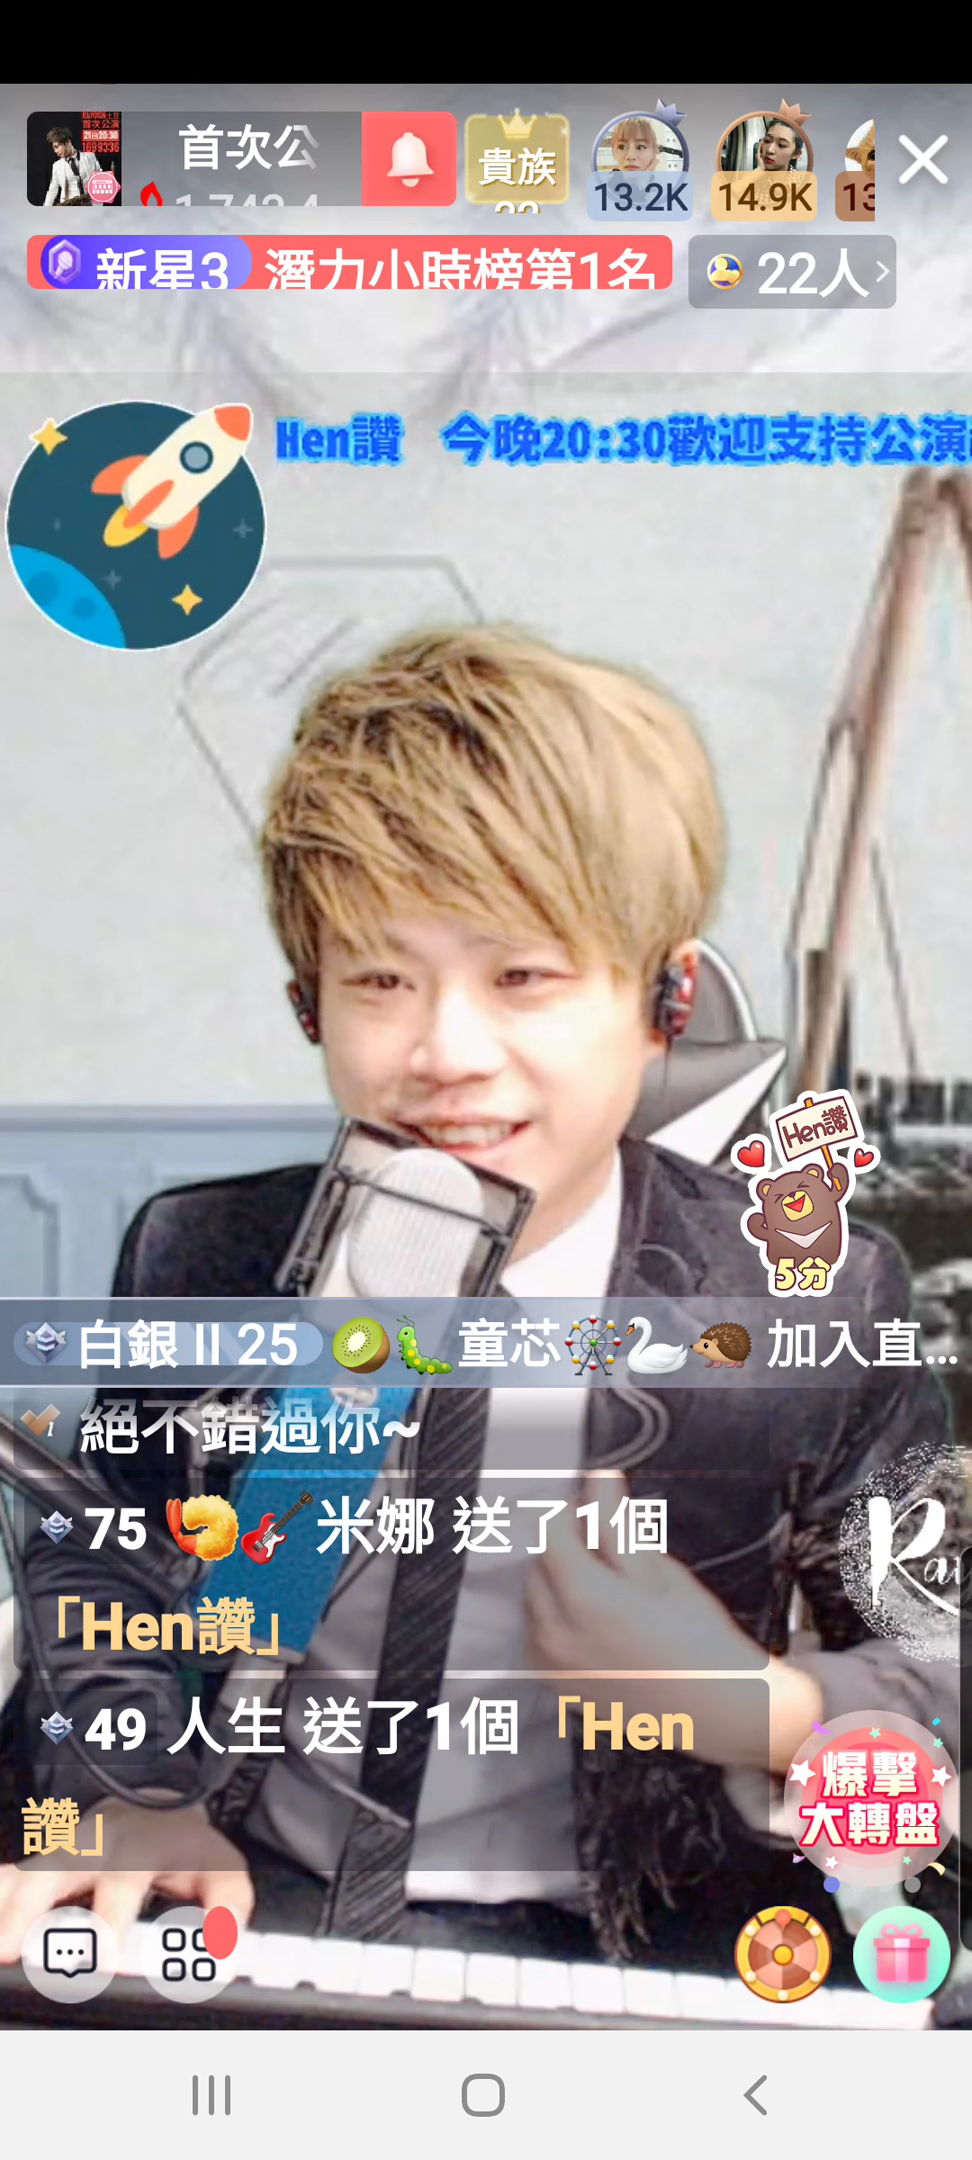 首次公
貴族
13.2K
14.9K
新星3
潛力小時榜第1名
22人
Hen讚 今晚20:30歡迎支持公演
Hen讚
5分
白銀 II 25 童芯 加入直...
絕不錯過你~
75 米娜 送了1個
「Hen讚」
49 人生 送了1個「Hen
讚」
爆擊
大轉盤